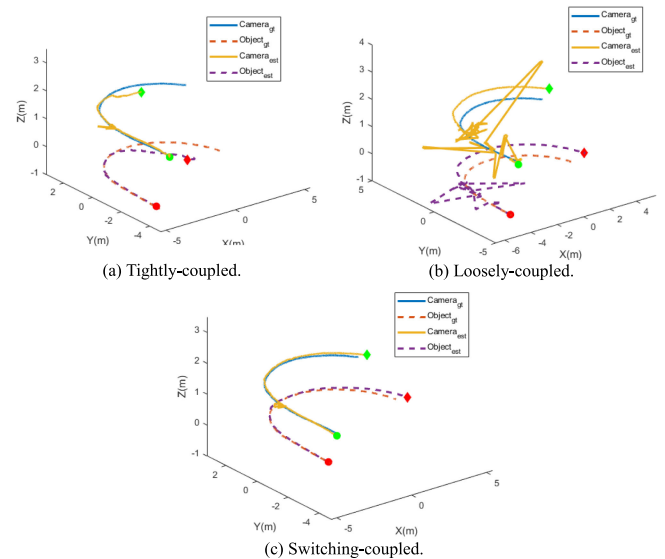 Camera_gt
Object_gt
Camera_est
Object_est
3
2
1
0
-1
Z(m)
2
0
-2
-4
Y(m)
-5
0
5
X(m)
(a) Tightly-coupled.
Camera_gt
Object_gt
Camera_est
Object_est
4
3
2
1
0
-1
Z(m)
5
0
-5
Y(m)
-6
-4
-2
0
2
4
X(m)
(b) Loosely-coupled.
Camera_gt
Object_gt
Camera_est
Object_est
3
2
1
0
-1
Z(m)
2
0
-2
-4
Y(m)
-5
0
5
X(m)
(c) Switching-coupled.